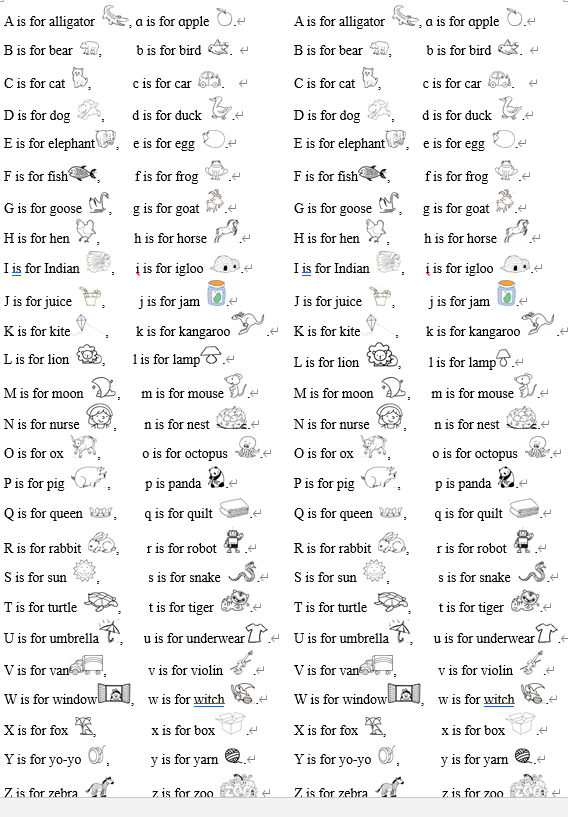 A is for alligator , a is for apple . A is for alligator , a is for apple .
B is for bear , b is for bird . B is for bear , b is for bird .
C is for cat , c is for car . C is for cat , c is for car .
D is for dog , d is for duck . D is for dog , d is for duck .
E is for elephant , e is for egg . E is for elephant , e is for egg .
F is for fish , f is for frog . F is for fish , f is for frog .
G is for goose , g is for goat . G is for goose , g is for goat .
H is for hen , h is for horse . H is for hen , h is for horse .
I is for Indian , i is for igloo . I is for Indian , i is for igloo .
J is for juice , j is for jam . J is for juice , j is for jam .
K is for kite , k is for kangaroo . K is for kite , k is for kangaroo .
L is for lion , l is for lamp . L is for lion , l is for lamp .
M is for moon , m is for mouse . M is for moon , m is for mouse .
N is for nurse , n is for nest . N is for nurse , n is for nest .
O is for ox , o is for octopus . O is for ox , o is for octopus .
P is for pig , p is panda . P is for pig , p is panda .
Q is for queen , q is for quilt . Q is for queen , q is for quilt .
R is for rabbit , r is for robot . R is for rabbit , r is for robot .
S is for sun , s is for snake . S is for sun , s is for snake .
T is for turtle , t is for tiger . T is for turtle , t is for tiger .
U is for umbrella , u is for underwear . U is for umbrella , u is for underwear .
V is for van , v is for violin . V is for van , v is for violin .
W is for window , w is for witch . W is for window , w is for witch .
X is for fox , x is for box . X is for fox , x is for box .
Y is for yo-yo , y is for yarn . Y is for yo-yo , y is for yarn .
Z is for zebra , z is for zoo . Z is for zebra , z is for zoo .